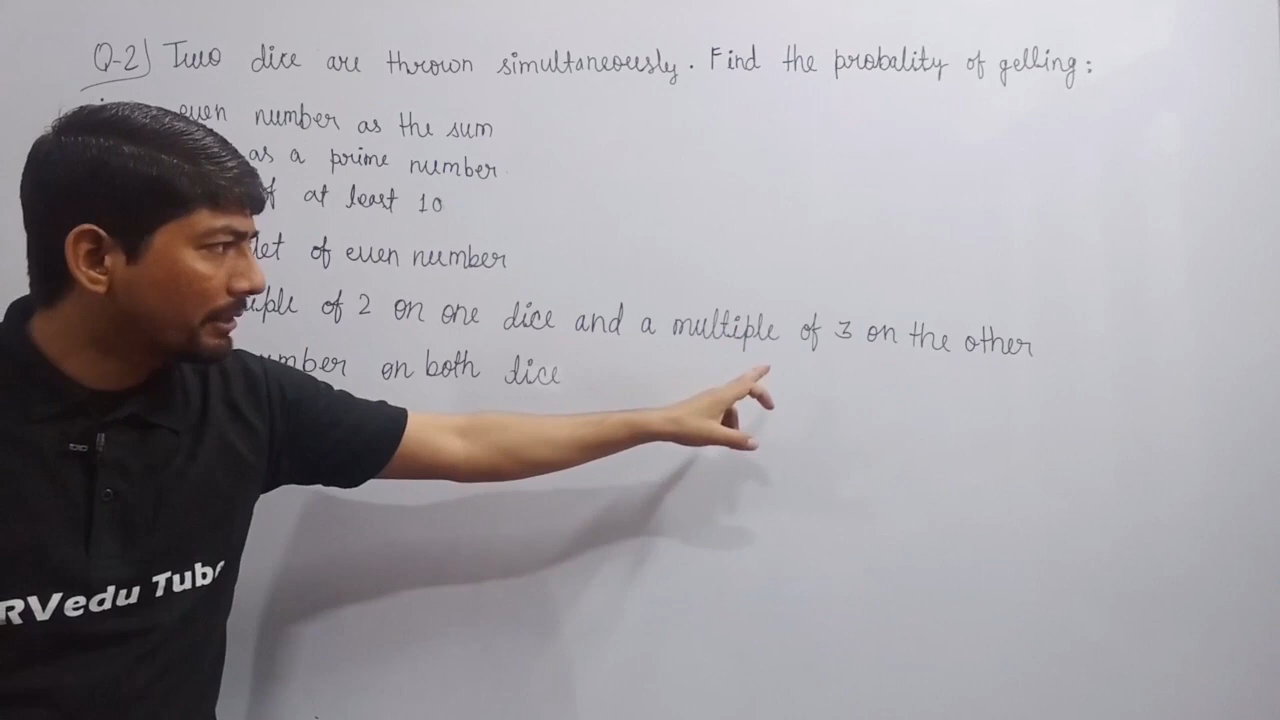 Q-2) Two dice are thrown simultaneously. Find the probality of getting:
even number as the sum
as a prime number
of at least 10
let of even number
iple of 2 on one dice and a multiple of 3 on the other
umber on both dice
RVedu Tube